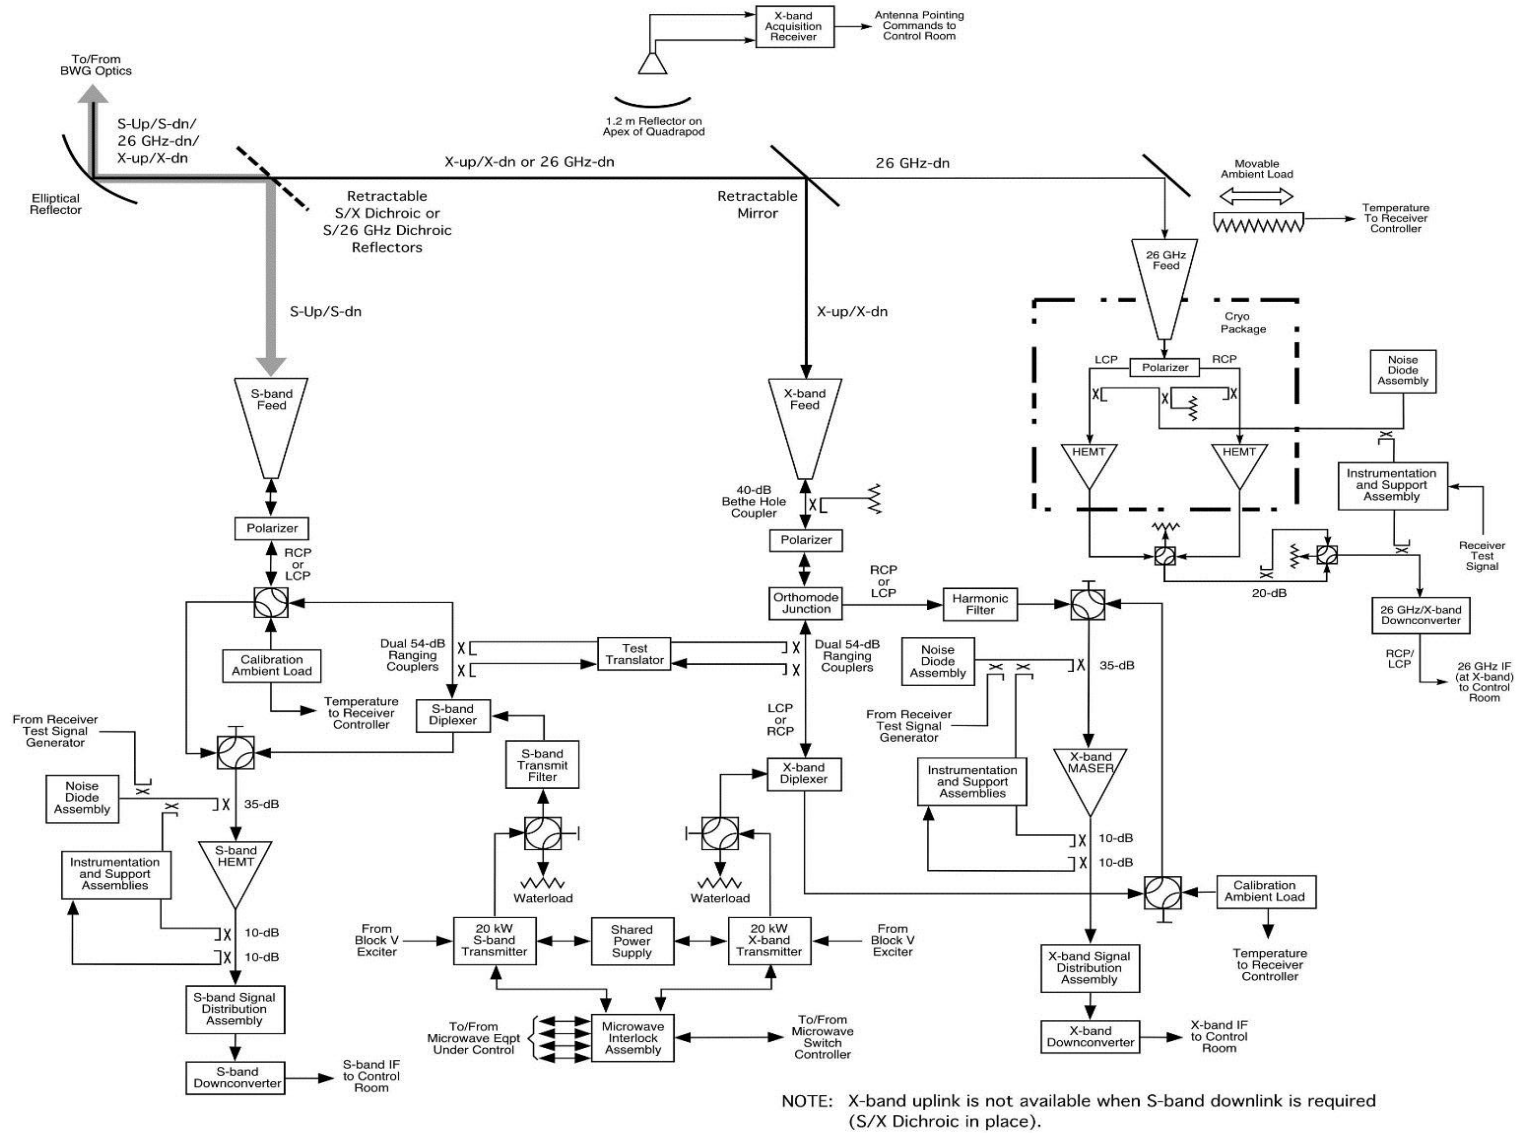 X-band
Acquisition
Receiver
Antenna Pointing
Commands to
Control Room
To/From
BWG Optics
1.2 m Reflector on
Apex of Quadrapod
S-Up/S-dn/
26 GHz-dn/
X-up/X-dn
X-up/X-dn or 26 GHz-dn
26 GHz-dn
Movable
Ambient Load
Elliptical
Reflector
Retractable
S/X Dichroic or
S/26 GHz Dichroic
Reflectors
Retractable
Mirror
Temperature
To Receiver
Controller
26 GHz
Feed
S-Up/S-dn
X-up/X-dn
Cryo
Package
LCP
Polarizer
RCP
Noise
Diode
Assembly
S-band
Feed
X-band
Feed
HEMT
HEMT
40-dB
Bethe Hole
Coupler
Instrumentation
and Support
Assembly
Polarizer
Polarizer
RCP
or
LCP
Receiver
Test
Signal
20-dB
RCP
or
LCP
Orthomode
Junction
Harmonic
Filter
26 GHz/X-band
Downconverter
Calibration
Ambient Load
Dual 54-dB
Ranging
Couplers
Test
Translator
Dual 54-dB
Ranging
Couplers
Noise
Diode
Assembly
35-dB
RCP/
LCP
26 GHz IF
(at X-band)
to Control
Room
Temperature
to Receiver
Controller
S-band
Diplexer
LCP
or
RCP
From Receiver
Test Signal
Generator
From Receiver
Test Signal
Generator
S-band
Transmit
Filter
X-band
Diplexer
Instrumentation
and Support
Assemblies
X-band
MASER
Noise
Diode
Assembly
35-dB
10-dB
10-dB
S-band
HEMT
Instrumentation
and Support
Assemblies
Waterload
Waterload
Calibration
Ambient Load
10-dB
10-dB
From
Block V
Exciter
20 kW
S-band
Transmitter
Shared
Power
Supply
20 kW
X-band
Transmitter
From
Block V
Exciter
X-band Signal
Distribution
Assembly
Temperature
to Receiver
Controller
S-band Signal
Distribution
Assembly
To/From
Microwave Eqpt
Under Control
Microwave
Interlock
Assembly
To/From
Microwave
Switch
Controller
X-band
Downconverter
X-band IF
to Control
Room
S-band
Downconverter
S-band IF
to Control
Room
NOTE: X-band uplink is not available when S-band downlink is required
(S/X Dichroic in place).